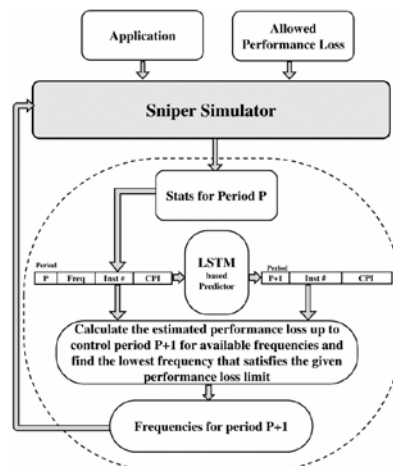 Application
Allowed
Performance Loss
Sniper Simulator
Stats for Period P
Period
P Freq Inst # CPI
LSTM
based
Predictor
Period
P+1 Inst # CPI
Calculate the estimated performance loss up to
control period P+1 for available frequencies and
find the lowest frequency that satisfies the given
performance loss limit
Frequencies for period P+1